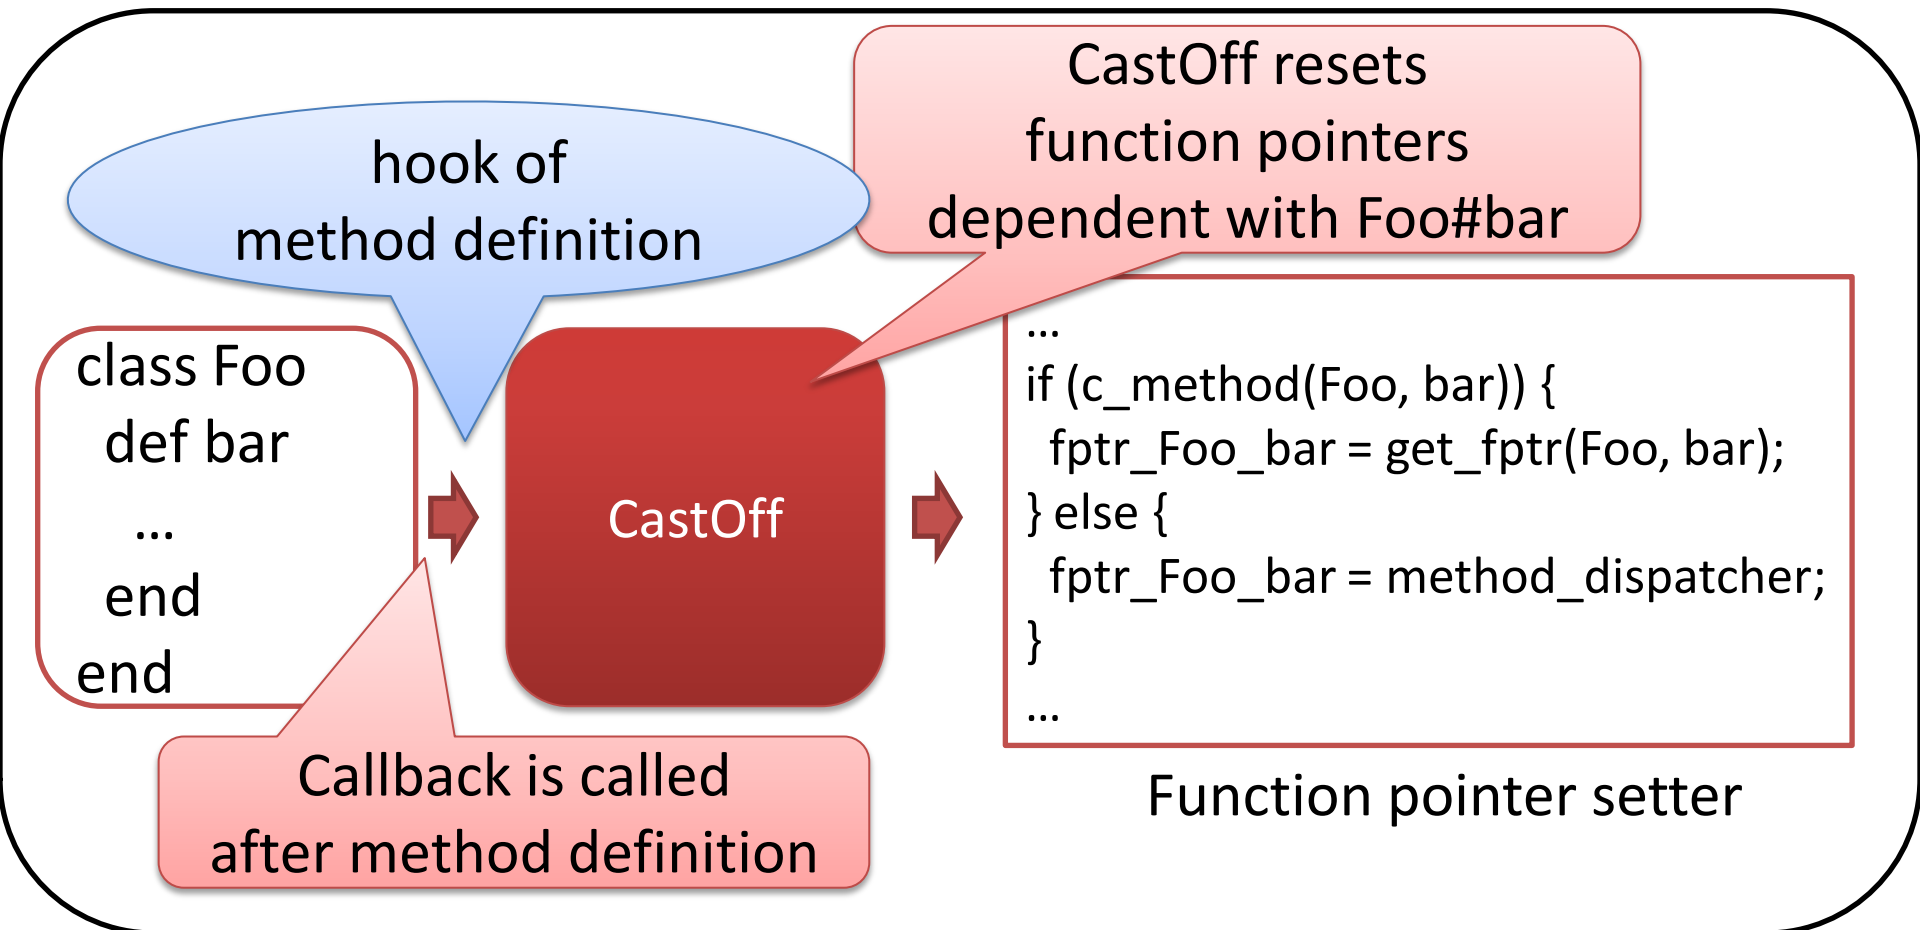 CastOff resets
function pointers
dependent with Foo#bar
hook of
method definition
class Foo
def bar
...
end
end
CastOff
...
if (c_method(Foo, bar)) {
fptr_Foo_bar = get_fptr(Foo, bar);
} else {
fptr_Foo_bar = method_dispatcher;
}
...
Callback is called
after method definition
Function pointer setter